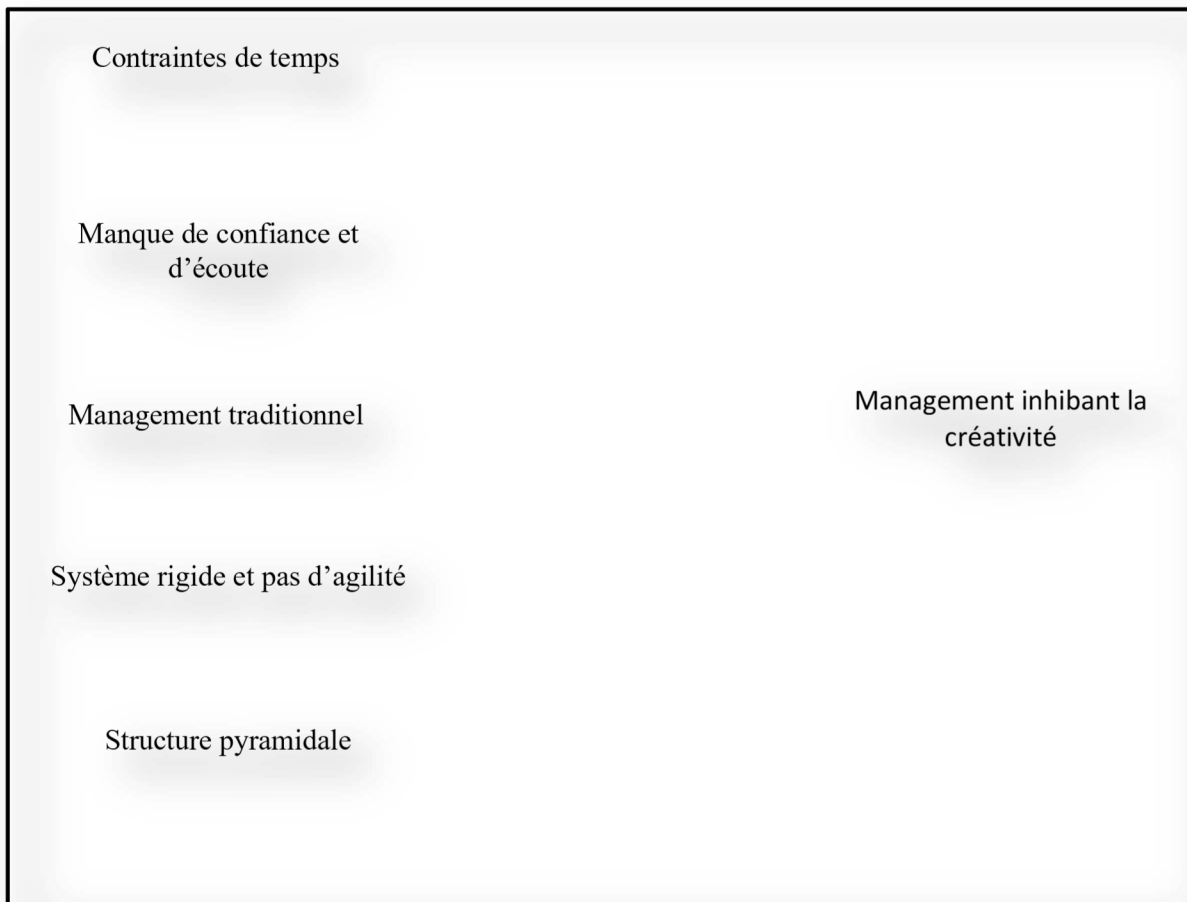 Contraintes de temps
Manque de confiance et
d’écoute
Management traditionnel
Management inhibant la
créativité
Système rigide et pas d’agilité
Structure pyramidale